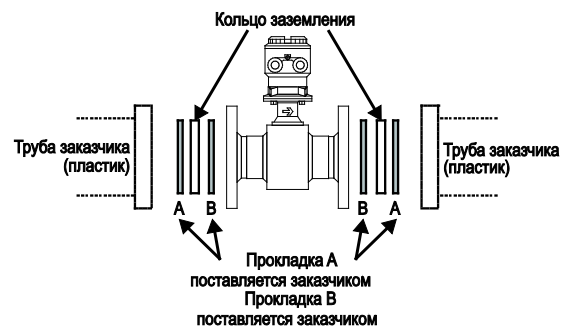 Кольцо заземления
Труба заказчика
(пластик)
Труба заказчика
(пластик)
A B B A
Прокладка A
поставляется заказчиком
Прокладка B
поставляется заказчиком